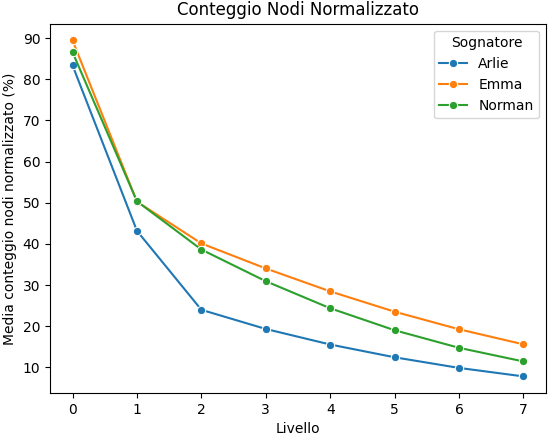 Conteggio Nodi Normalizzato
Media conteggio nodi normalizzato (%)
90
80
70
60
50
40
30
20
10
Sognatore
Arlie
Emma
Norman
0 1 2 3 4 5 6 7
Livello